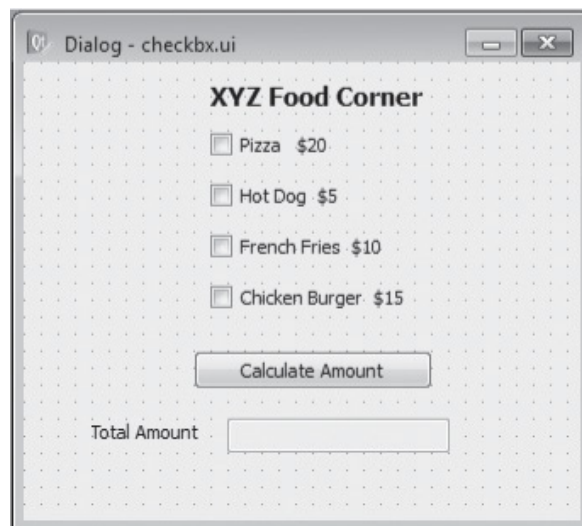 Dialog - checkbx.ui
XYZ Food Corner
Pizza $20
Hot Dog $5
French Fries $10
Chicken Burger $15
Calculate Amount
Total Amount